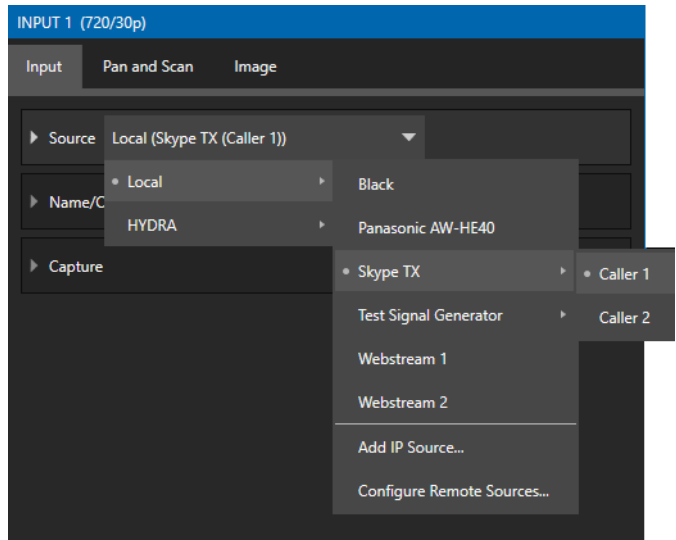 INPUT 1 (720/30p)
Input Pan and Scan Image
Source Local (Skype TX (Caller 1))
Local
HYDRA
Name/C
Capture
Black
Panasonic AW-HE40
Skype TX
Test Signal Generator
Webstream 1
Webstream 2
Add IP Source...
Configure Remote Sources...
Caller 1
Caller 2